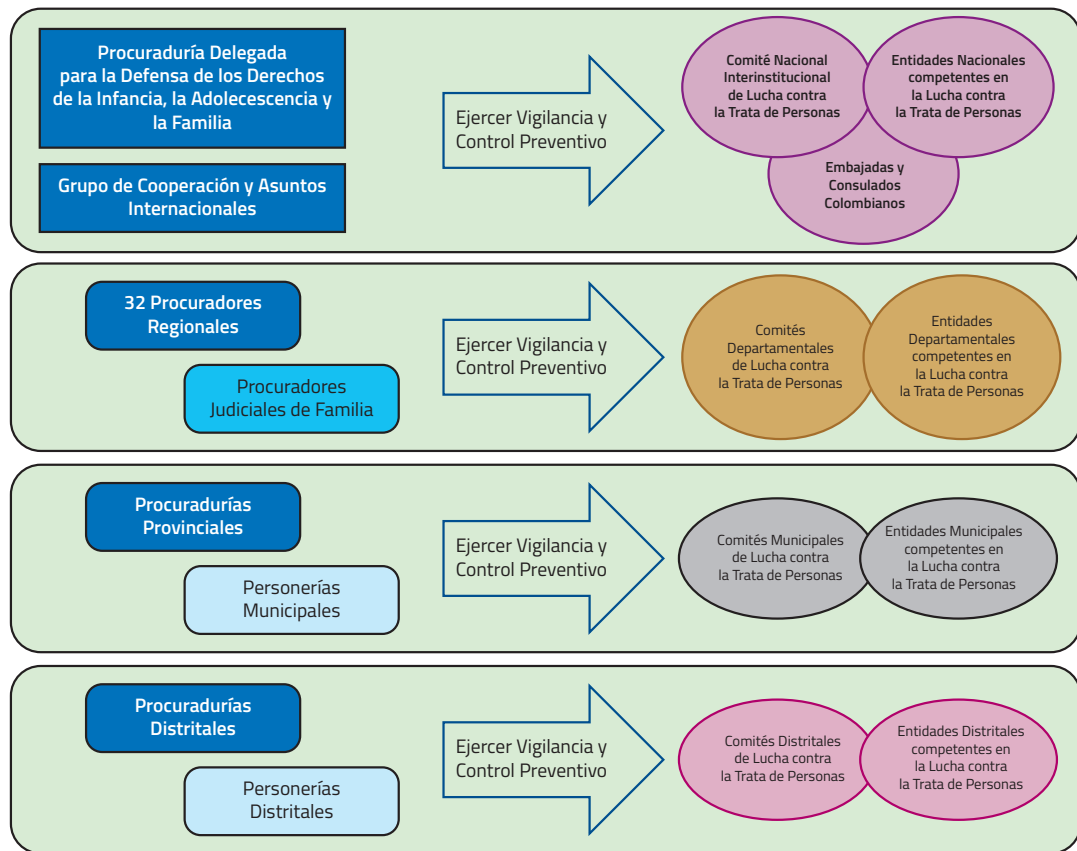 Procuraduría Delegada
para la Defensa de los Derechos
de la Infancia, la Adolecescencia y
la Familia
Grupo de Cooperación y Asuntos
Internacionales
Ejercer Vigilancia y
Control Preventivo
Comité Nacional
Interinstitucional
de Lucha contra
la Trata de Personas
Entidades Nacionales
competentes en
la Lucha contra
la Trata de Personas
Embajadas y
Consulados
Colombianos
32 Procuradores
Regionales
Procuradores
Judiciales de Familia
Ejercer Vigilancia y
Control Preventivo
Comités
Departamentales
de Lucha contra
la Trata de Personas
Entidades
Departamentales
competentes en
la Lucha contra
la Trata de Personas
Procuradurías
Provinciales
Personerías
Municipales
Ejercer Vigilancia y
Control Preventivo
Comités Municipales
de Lucha contra
la Trata de Personas
Entidades Municipales
competentes en
la Lucha contra
la Trata de Personas
Procuradurías
Distritales
Personerías
Distritales
Ejercer Vigilancia y
Control Preventivo
Comités Distritales
de Lucha contra
la Trata de Personas
Entidades Distritales
competentes en
la Lucha contra
la Trata de Personas